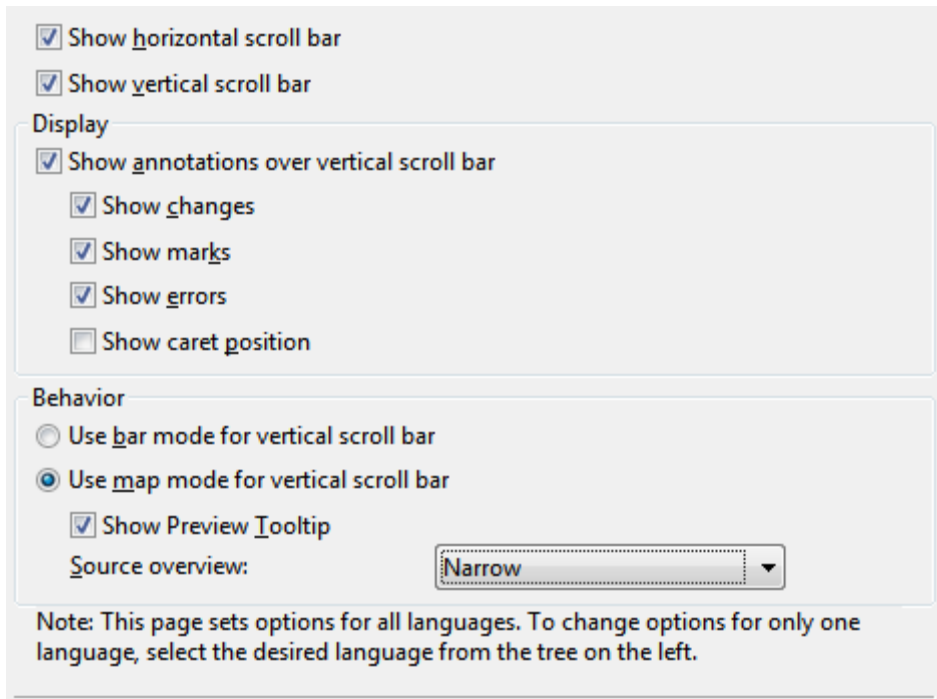 Show horizontal scroll bar
Show vertical scroll bar
Display
Show annotations over vertical scroll bar
Show changes
Show marks
Show errors
Show caret position
Behavior
Use bar mode for vertical scroll bar
Use map mode for vertical scroll bar
Show Preview Tooltip
Source overview: Narrow
Note: This page sets options for all languages. To change options for only one
language, select the desired language from the tree on the left.